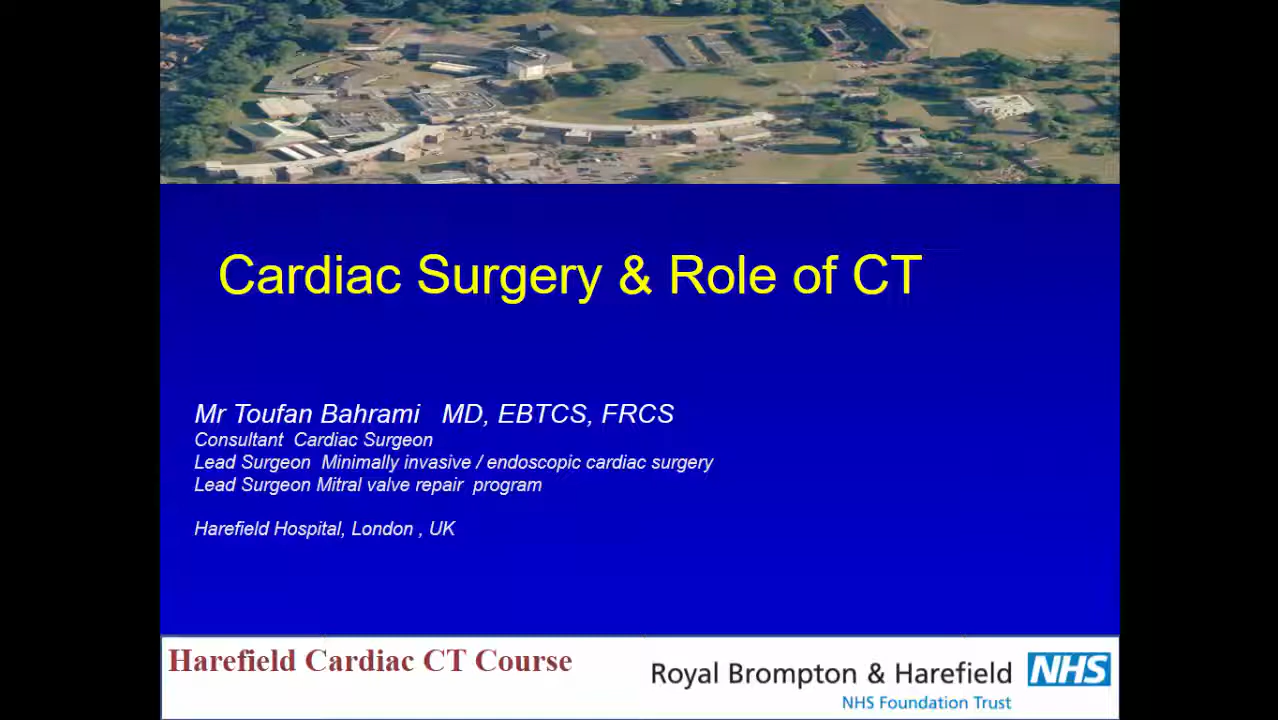 Cardiac Surgery & Role of CT
Mr Toufan Bahrami MD, EBTCS, FRCS
Consultant Cardiac Surgeon
Lead Surgeon Minimally invasive / endoscopic cardiac surgery
Lead Surgeon Mitral valve repair program
Harefield Hospital, London , UK
Harefield Cardiac CT Course
Royal Brompton & Harefield NHS
NHS Foundation Trust